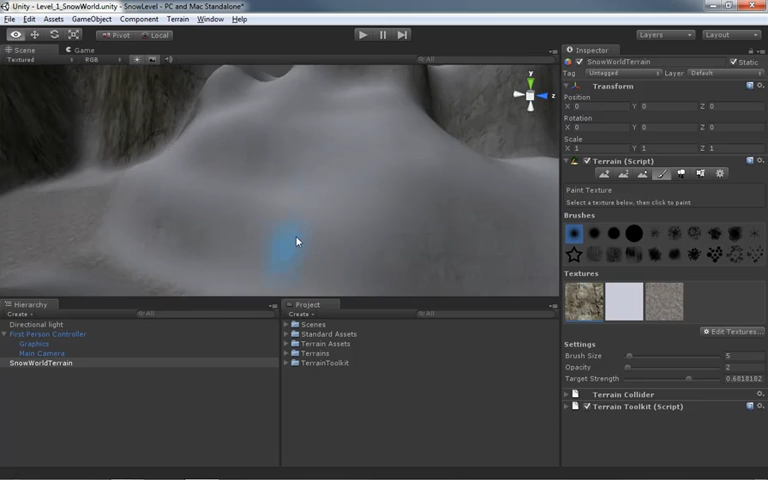 Unity - Level_1_SnowWorld.unity - SnowLevel - PC and Mac Standalone*
File Edit Assets GameObject Component Terrain Window Help
Pivot Local Layers Layout
Scene Game
Textured RGB All
y
z
Inspector
SnowWorldTerrain Static
Tag Untagged Layer Default
Transform
Position
X 0 Y 0 Z 0
Rotation
X 0 Y 0 Z 0
Scale
X 1 Y 1 Z 1
Terrain (Script)
Paint Texture
Select a texture below, then click to paint
Brushes
Textures
Edit Textures...
Settings
Brush Size 5
Opacity 2
Target Strength 0.6818182
Terrain Collider
Terrain Toolkit (Script)
Hierarchy
Create All
Directional light
First Person Controller
Graphics
Main Camera
SnowWorldTerrain
Project
Create All
Scenes
Standard Assets
Terrain Assets
Terrains
TerrainToolkit